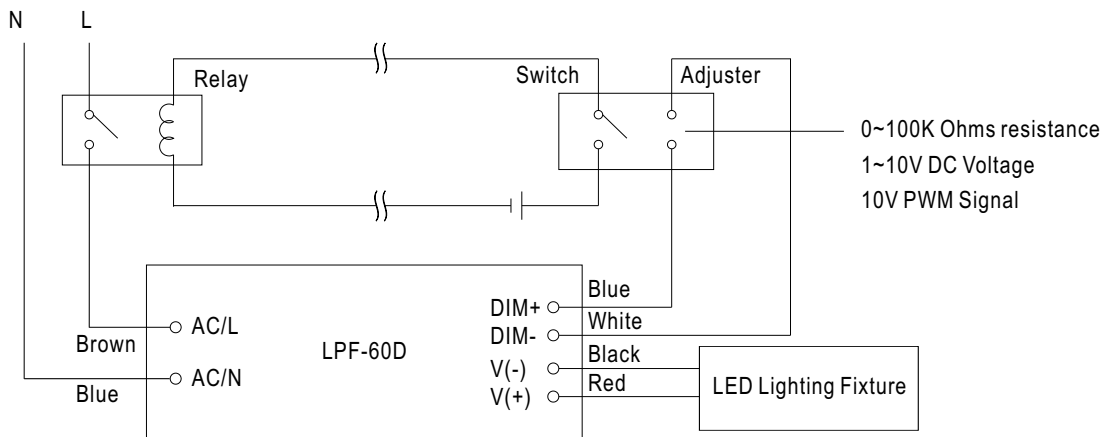 N
L
Relay
Switch
Adjuster
0~100K Ohms resistance
1~10V DC Voltage
10V PWM Signal
Brown
Blue
AC/L
AC/N
LPF-60D
DIM+
DIM-
V(-)
V(+)
Blue
White
Black
Red
LED Lighting Fixture